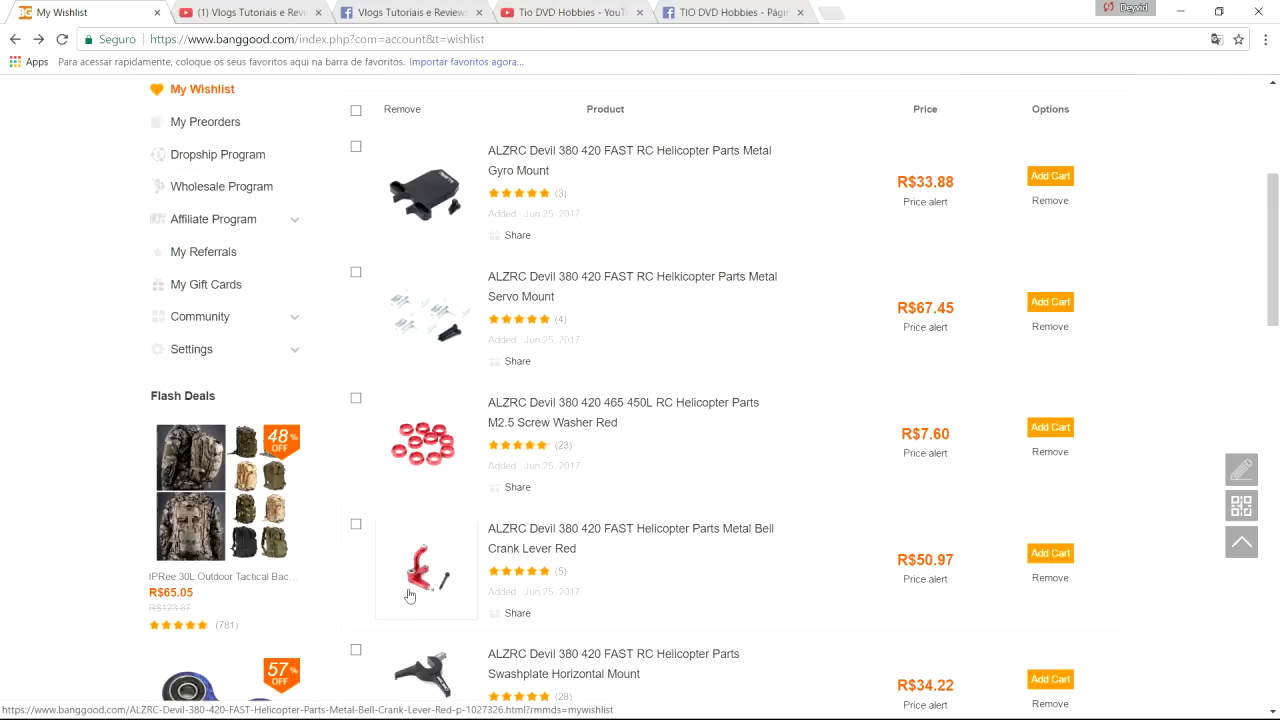 My Wishlist
(1) Vlogs Tutoriais e Revi
Vlogs Tutoriais e Review
Tio DVD Hobbies - YouT
TIO DVD Hobbies - Págin
Deyvid
Seguro
https://www.banggood.com/index.php?com=account&t=wishlist
Apps
Para acessar rapidamente, coloque os seus favoritos aqui na barra de favoritos.
Importar favoritos agora...
My Wishlist
My Preorders
Dropship Program
Wholesale Program
Affiliate Program
My Referrals
My Gift Cards
Community
Settings
Flash Deals
48% OFF
IPRee 30L Outdoor Tactical Bac...
R$65.05
R$123.87
(781)
57% OFF
Remove
Product
Price
Options
ALZRC Devil 380 420 FAST RC Helicopter Parts Metal
Gyro Mount
(3)
Added Jun 25, 2017
Share
R$33.88
Price alert
Add Cart
Remove
ALZRC Devil 380 420 FAST RC Helkicopter Parts Metal
Servo Mount
(4)
Added Jun 25, 2017
Share
R$67.45
Price alert
Add Cart
Remove
ALZRC Devil 380 420 465 450L RC Helicopter Parts
M2.5 Screw Washer Red
(23)
Added Jun 25, 2017
Share
R$7.60
Price alert
Add Cart
Remove
ALZRC Devil 380 420 FAST Helicopter Parts Metal Bell
Crank Lever Red
(5)
Added Jun 25, 2017
Share
R$50.97
Price alert
Add Cart
Remove
ALZRC Devil 380 420 FAST RC Helicopter Parts
Swashplate Horizontal Mount
(28)
R$34.22
Price alert
Add Cart
Remove
https://www.banggood.com/ALZRC-Devil-380-420-FAST-Helicopter-Parts-Metal-Bell-Crank-Lever-Red-p-1027326.html?rmmds=mywishlist